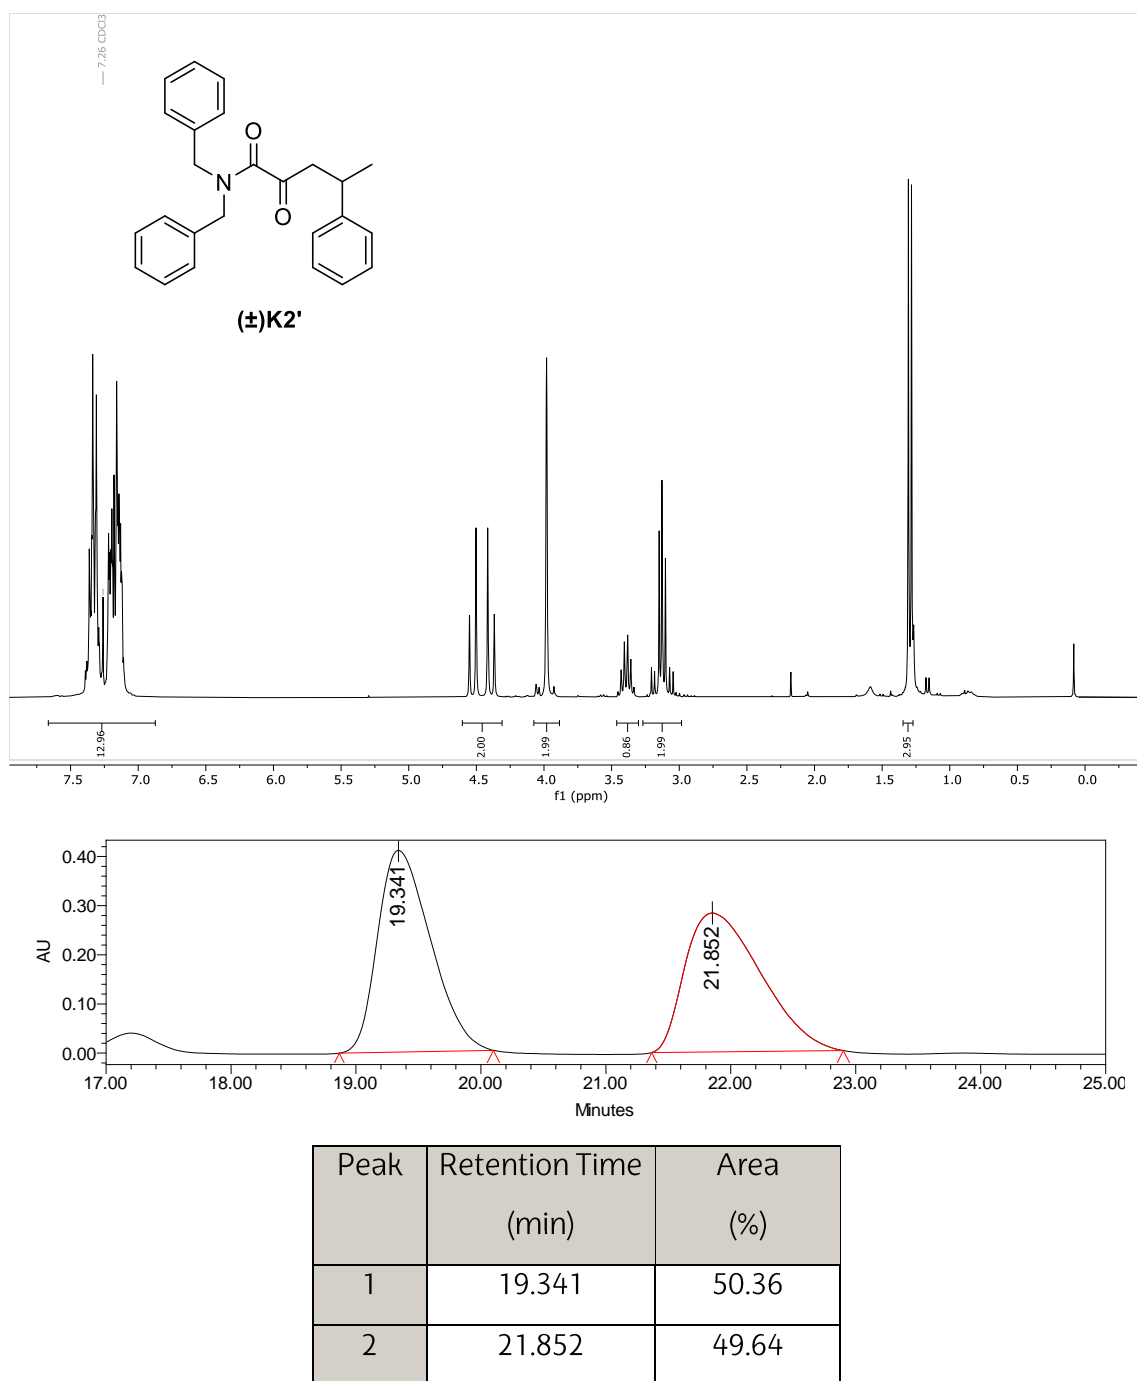 7.26 CDCl3
O
N
O
(±)K2'
12.96
2.00
1.99
0.86
1.99
2.95
7.5 7.0 6.5 6.0 5.5 5.0 4.5 4.0 3.5 3.0 2.5 2.0 1.5 1.0 0.5 0.0
f1 (ppm)
0.40
0.30
0.20
0.10
0.00
AU
19.341
21.852
17.00 18.00 19.00 20.00 21.00 22.00 23.00 24.00 25.00
Minutes
Peak Retention Time Area
(min) (%)
1 19.341 50.36
2 21.852 49.64